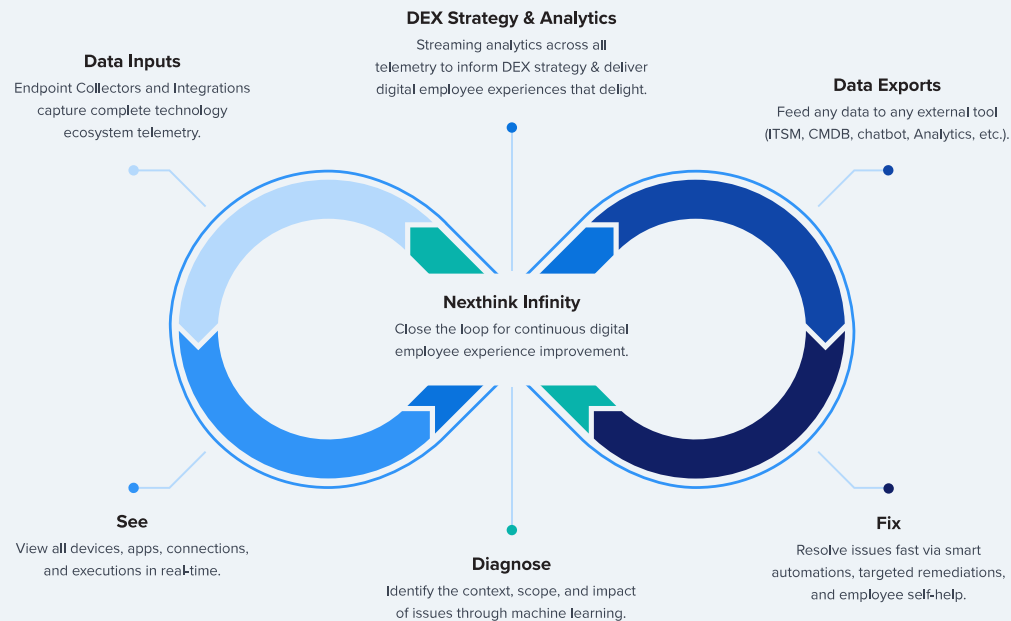 DEX Strategy & Analytics
Streaming analytics across all
telemetry to inform DEX strategy & deliver
digital employee experiences that delight.
Data Inputs
Endpoint Collectors and Integrations
capture complete technology
ecosystem telemetry.
Data Exports
Feed any data to any external tool
(ITSM, CMDB, chatbot, Analytics, etc.).
Nexthink Infinity
Close the loop for continuous digital
employee experience improvement.
See
View all devices, apps, connections,
and executions in real-time.
Diagnose
Identify the context, scope, and impact
of issues through machine learning.
Fix
Resolve issues fast via smart
automations, targeted remediations,
and employee self-help.